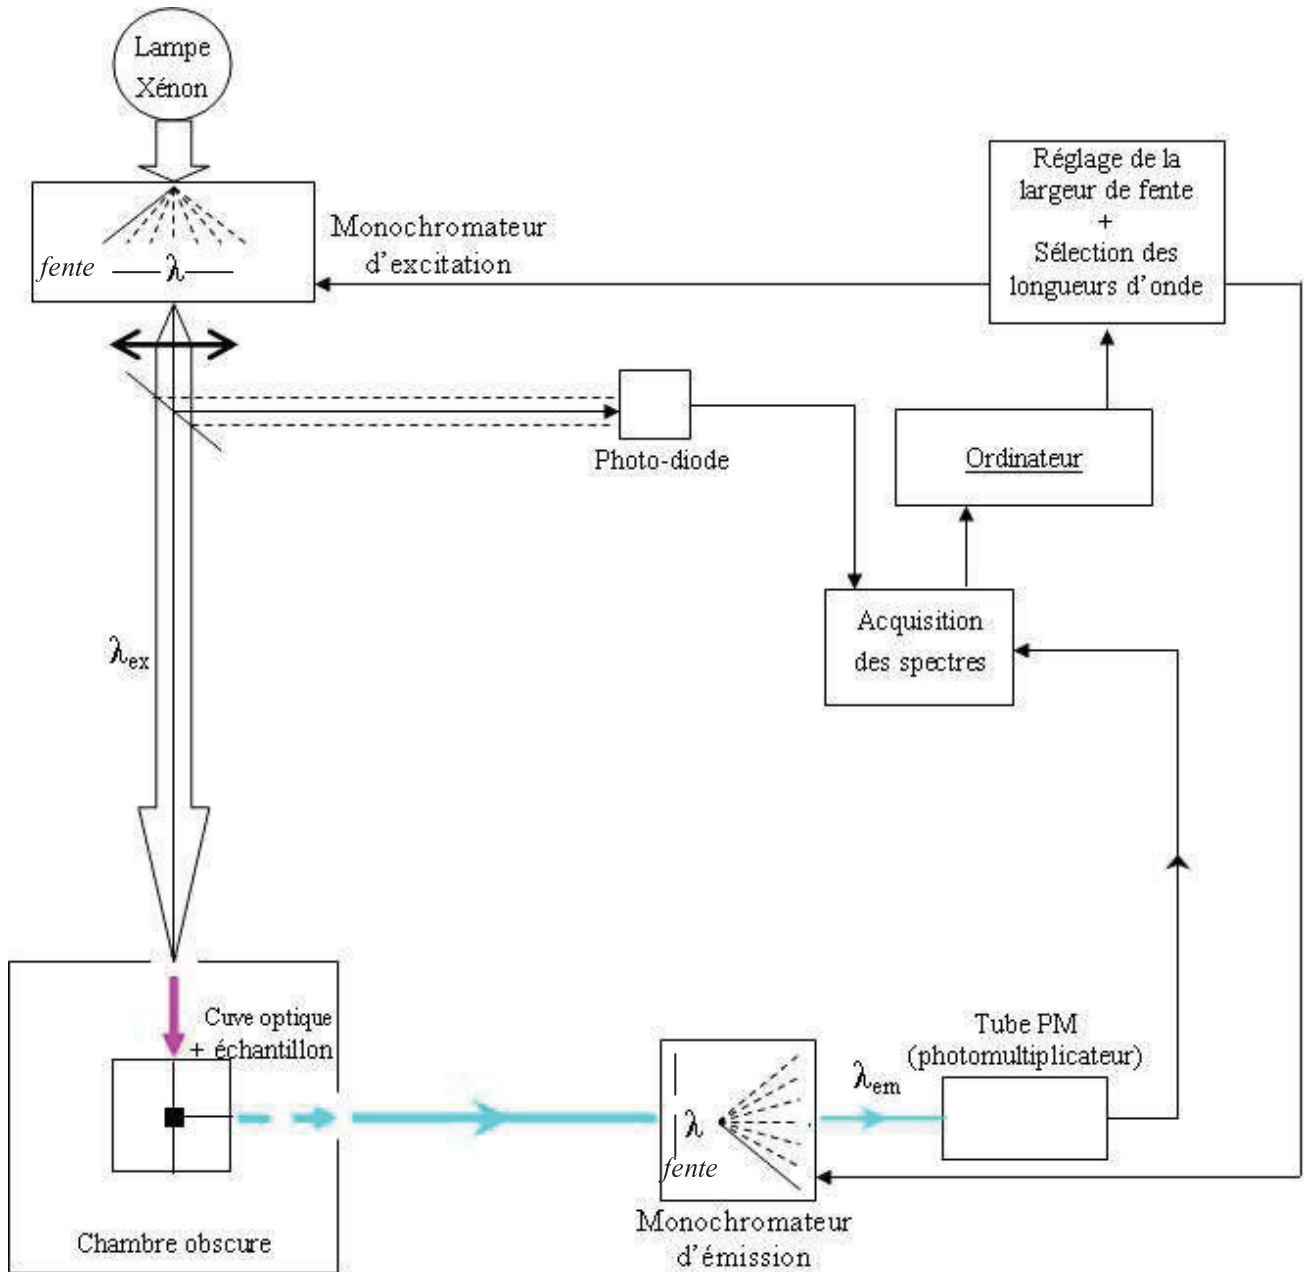 Lampe
Xénon
Réglage de la
largeur de fente
+
Sélection des
longueurs d'onde
Monochromateur
d'excitation
fente
λ
Photo-diode
Ordinateur
Acquisition
des spectres
λex
Cuve optique
+ échantillon
Tube PM
(photomultiplicateur)
λem
λ
fente
Monochromateur
d'émission
Chambre obscure